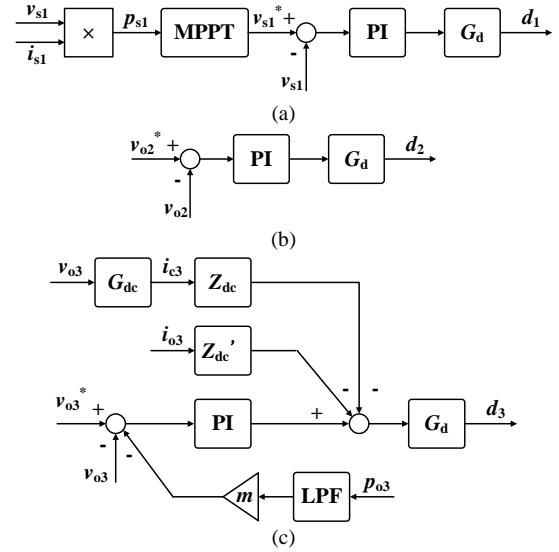 v_s1
i_s1
×
p_s1
MPPT
v_s1* +
-
v_s1
PI
G_d
d_1
(a)
v_o2* +
-
v_o2
PI
G_d
d_2
(b)
v_o3
G_dc
i_c3
Z_dc
i_o3
Z_dc'
- -
v_o3* +
- -
v_o3
PI
+
G_d
d_3
m
LPF
p_o3
(c)